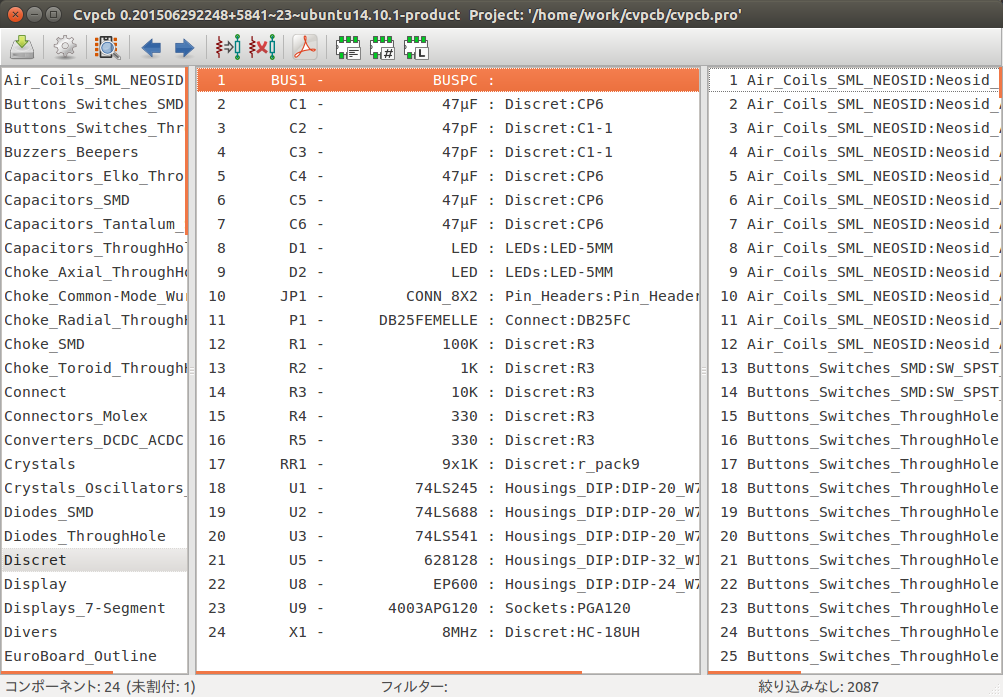 Cvpcb 0.201506292248+5841~23~ubuntu14.10.1-product Project: '/home/work/cvpcb/cvpcb.pro'
Air_Coils_SML_NEOSID
Buttons_Switches_SMD
Buttons_Switches_Thr
Buzzers_Beepers
Capacitors_Elko_Thro
Capacitors_SMD
Capacitors_Tantalum_
Capacitors_ThroughHol
Choke_Axial_ThroughHo
Choke_Common-Mode_Wur
Choke_Radial_ThroughH
Choke_SMD
Choke_Toroid_ThroughH
Connect
Connectors_Molex
Converters_DCDC_ACDC
Crystals
Crystals_Oscillators_
Diodes_SMD
Diodes_ThroughHole
Discret
Display
Displays_7-Segment
Divers
EuroBoard_Outline
1 BUS1 - BUSPC :
2 C1 - 47µF : Discret:CP6
3 C2 - 47pF : Discret:C1-1
4 C3 - 47pF : Discret:C1-1
5 C4 - 47µF : Discret:CP6
6 C5 - 47µF : Discret:CP6
7 C6 - 47µF : Discret:CP6
8 D1 - LED : LEDs:LED-5MM
9 D2 - LED : LEDs:LED-5MM
10 JP1 - CONN_8X2 : Pin_Headers:Pin_Header
11 P1 - DB25FEMELLE : Connect:DB25FC
12 R1 - 100K : Discret:R3
13 R2 - 1K : Discret:R3
14 R3 - 10K : Discret:R3
15 R4 - 330 : Discret:R3
16 R5 - 330 : Discret:R3
17 RR1 - 9x1K : Discret:r_pack9
18 U1 - 74LS245 : Housings_DIP:DIP-20_W7
19 U2 - 74LS688 : Housings_DIP:DIP-20_W7
20 U3 - 74LS541 : Housings_DIP:DIP-20_W7
21 U5 - 628128 : Housings_DIP:DIP-32_W1
22 U8 - EP600 : Housings_DIP:DIP-24_W7
23 U9 - 4003APG120 : Sockets:PGA120
24 X1 - 8MHz : Discret:HC-18UH
1 Air_Coils_SML_NEOSID:Neosid_
2 Air_Coils_SML_NEOSID:Neosid_A
3 Air_Coils_SML_NEOSID:Neosid_A
4 Air_Coils_SML_NEOSID:Neosid_A
5 Air_Coils_SML_NEOSID:Neosid_A
6 Air_Coils_SML_NEOSID:Neosid_A
7 Air_Coils_SML_NEOSID:Neosid_A
8 Air_Coils_SML_NEOSID:Neosid_A
9 Air_Coils_SML_NEOSID:Neosid_A
10 Air_Coils_SML_NEOSID:Neosid_A
11 Air_Coils_SML_NEOSID:Neosid_A
12 Air_Coils_SML_NEOSID:Neosid_A
13 Buttons_Switches_SMD:SW_SPST_
14 Buttons_Switches_SMD:SW_SPST_
15 Buttons_Switches_ThroughHole
16 Buttons_Switches_ThroughHole
17 Buttons_Switches_ThroughHole
18 Buttons_Switches_ThroughHole
19 Buttons_Switches_ThroughHole
20 Buttons_Switches_ThroughHole
21 Buttons_Switches_ThroughHole
22 Buttons_Switches_ThroughHole
23 Buttons_Switches_ThroughHole
24 Buttons_Switches_ThroughHole
25 Buttons_Switches_ThroughHole
コンポーネント: 24 (未割付: 1)
フィルター:
絞り込みなし: 2087